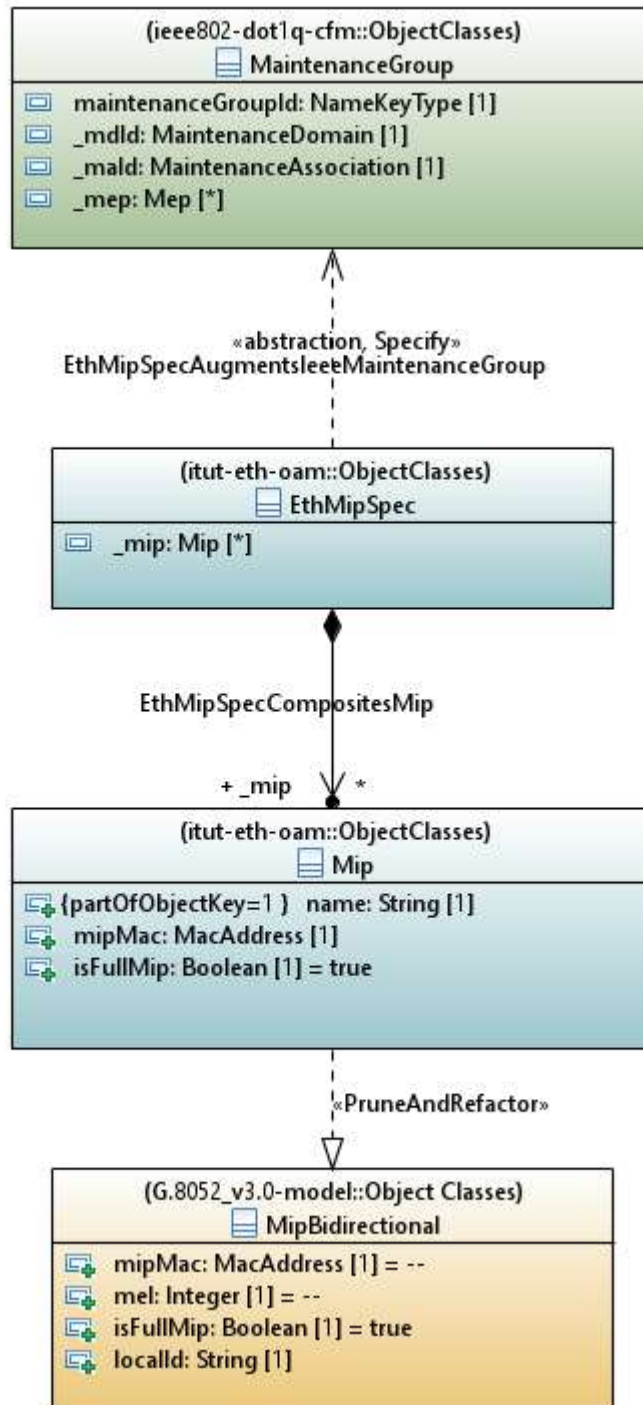 (ieee802-dot1q-cfm::ObjectClasses)
MaintenanceGroup
maintenanceGroupId: NameKeyType [1]
_mdId: MaintenanceDomain [1]
_maId: MaintenanceAssociation [1]
_mep: Mep [*]
«abstraction, Specify»
EthMipSpecAugmentsIeeeMaintenanceGroup
(itut-eth-oam::ObjectClasses)
EthMipSpec
_mip: Mip [*]
EthMipSpecCompositesMip
+ _mip *
(itut-eth-oam::ObjectClasses)
Mip
{partOfObjectKey=1 } name: String [1]
mipMac: MacAddress [1]
isFullMip: Boolean [1] = true
«PruneAndRefactor»
(G.8052_v3.0-model::Object Classes)
MipBidirectional
mipMac: MacAddress [1] = --
mel: Integer [1] = --
isFullMip: Boolean [1] = true
localId: String [1]